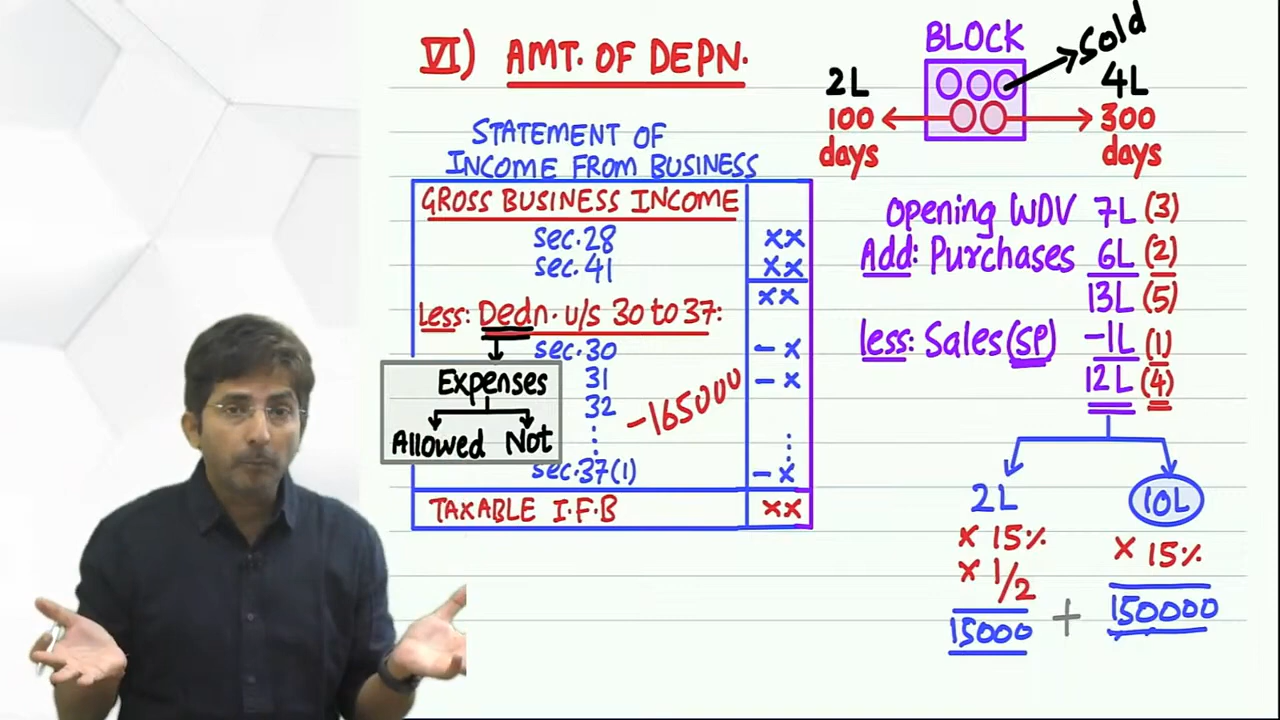 VI) AMT. OF DEPN.
STATEMENT OF
INCOME FROM BUSINESS
GROSS BUSINESS INCOME
sec.28 xx
sec.41 xx
xx
Less: Dedn. u/s 30 to 37:
sec.30 - x
31 - x
32 -165000
sec.37(1) - x
TAXABLE I.F.B xx
Expenses
Allowed Not
BLOCK
Sold
2L
100
days
4L
300
days
Opening WDV 7L (3)
Add: Purchases 6L (2)
13L (5)
less: Sales (SP) -1L (1)
12L (4)
2L
x 15%
x 1/2
15000
+
10L
x 15%
150000